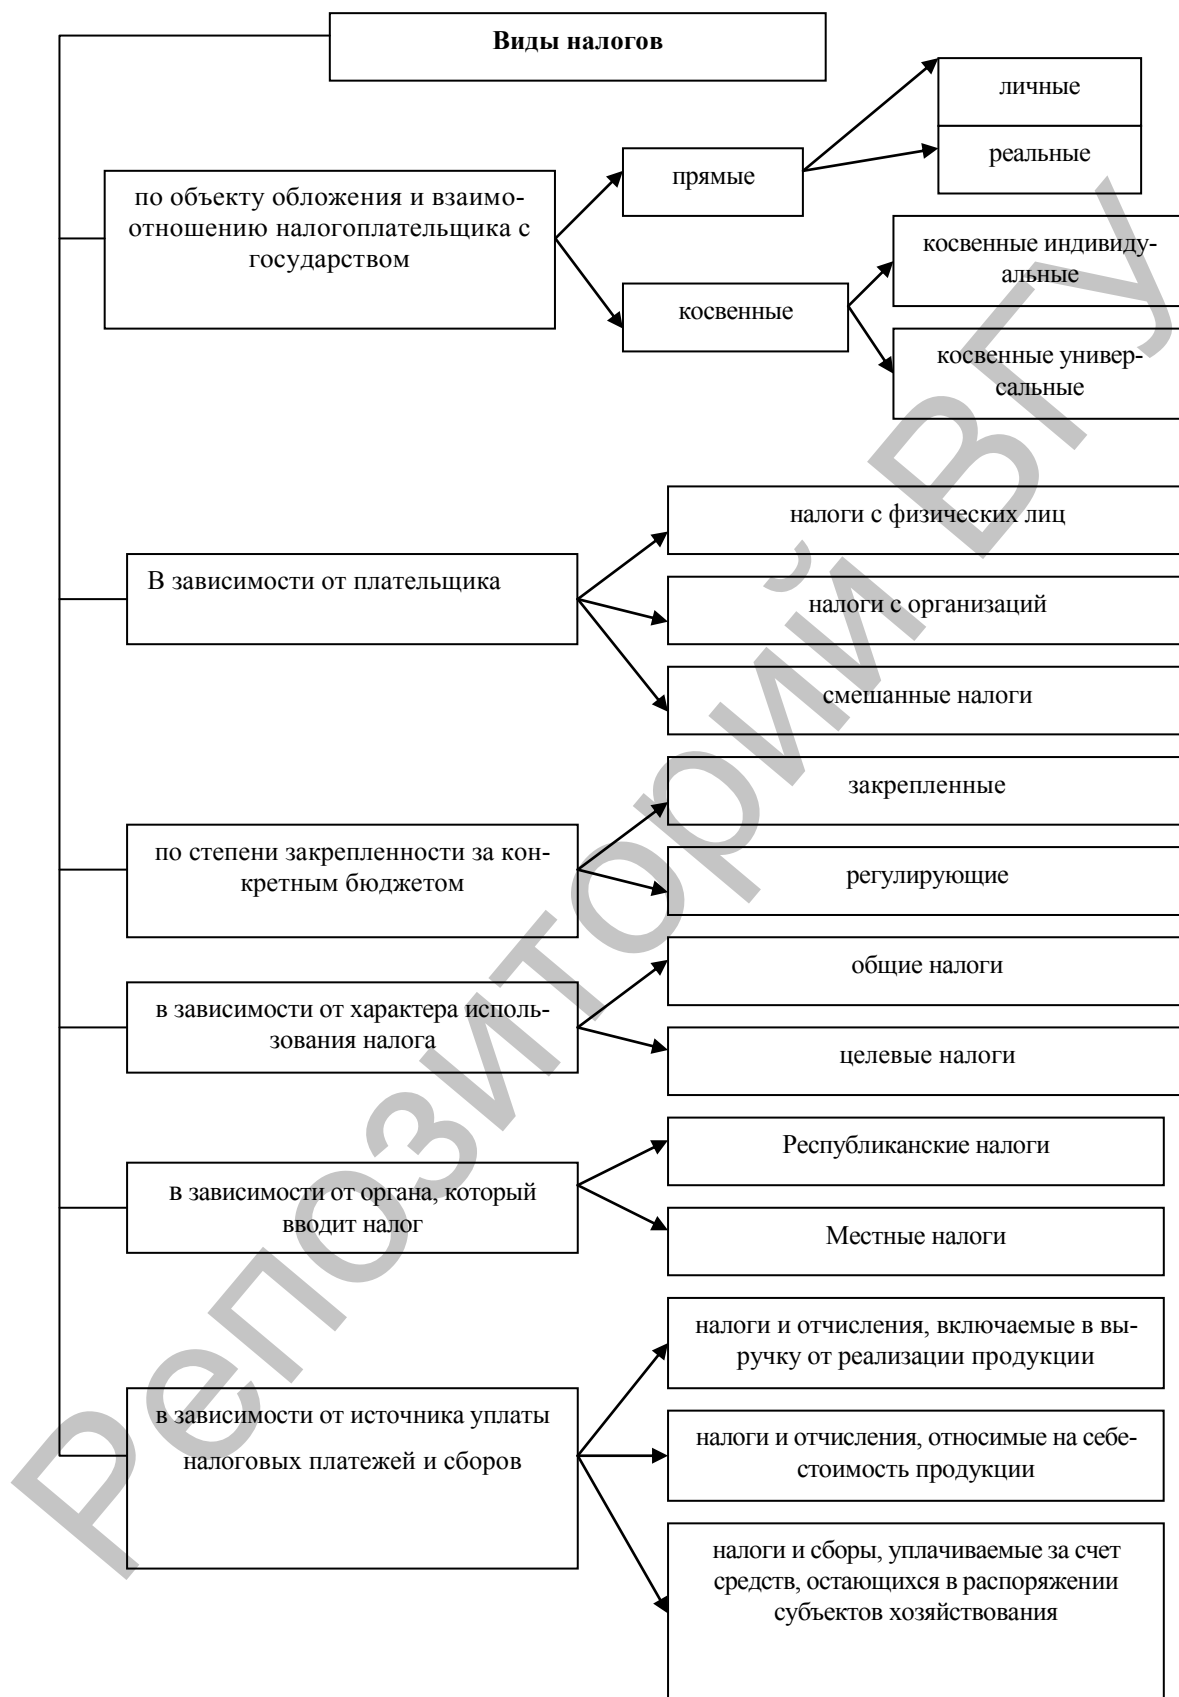 Виды налогов
личные
реальные
прямые
по объекту обложения и взаимо-
отношению налогоплательщика с
государством
косвенные индивиду-
альные
косвенные
косвенные универ-
сальные
налоги с физических лиц
В зависимости от плательщика
налоги с организаций
смешанные налоги
закрепленные
по степени закрепленности за кон-
кретным бюджетом
регулирующие
общие налоги
в зависимости от характера исполь-
зования налога
целевые налоги
Республиканские налоги
в зависимости от органа, который
вводит налог
Местные налоги
налоги и отчисления, включаемые в вы-
ручку от реализации продукции
в зависимости от источника уплаты
налоговых платежей и сборов
налоги и отчисления, относимые на себе-
стоимость продукции
налоги и сборы, уплачиваемые за счет
средств, остающихся в распоряжении
субъектов хозяйствования
Репозиторий ВГУ